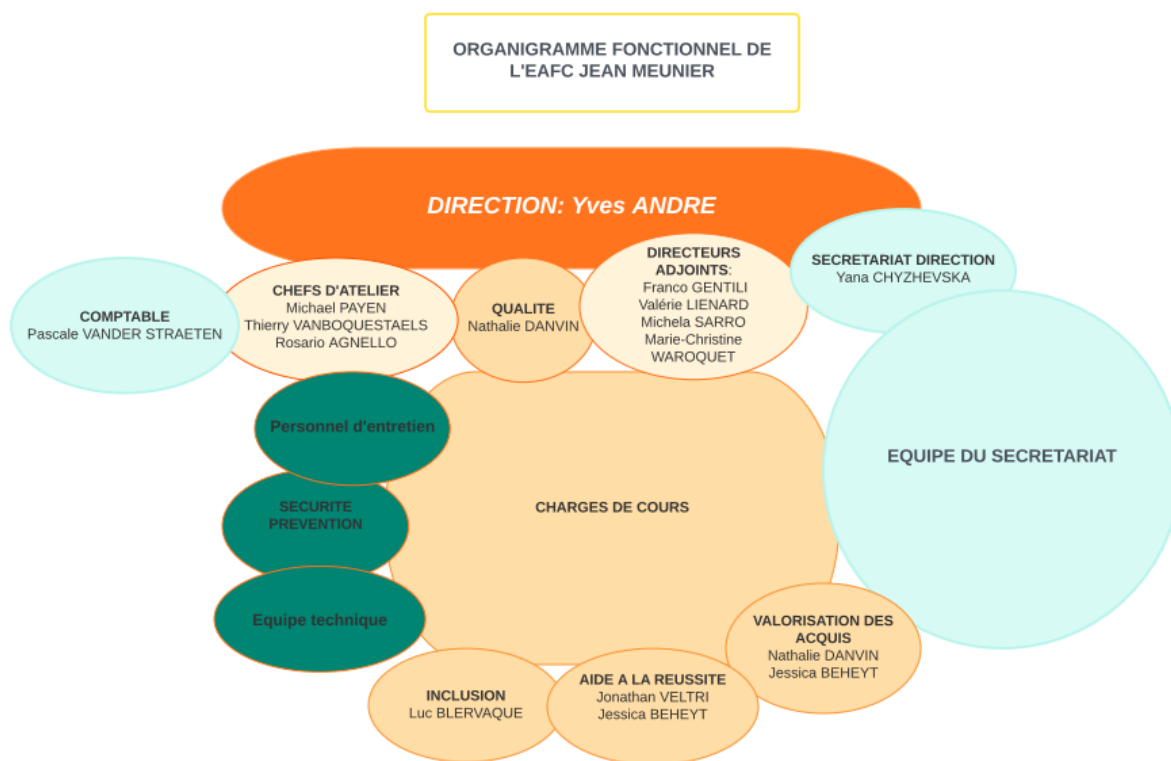 ORGANIGRAMME FONCTIONNEL DE
L'EAFC JEAN MEUNIER
DIRECTION: Yves ANDRE
COMPTABLE
Pascale VANDER STRAETEN
CHEFS D'ATELIER
Michael PAYEN
Thierry VANBOQUESTAELS
Rosario AGNELLO
QUALITE
Nathalie DANVIN
DIRECTEURS
ADJOINTS:
Franco GENTILI
Valérie LIENARD
Michela SARRO
Marie-Christine
WAROQUET
SECRETARIAT DIRECTION
Yana CHYZHEVSKA
Personnel d'entretien
SECURITE
PREVENTION
Equipe technique
CHARGES DE COURS
EQUIPE DU SECRETARIAT
INCLUSION
Luc BLERVAQUE
AIDE A LA REUSSITE
Jonathan VELTRI
Jessica BEHEYT
VALORISATION DES
ACQUIS
Nathalie DANVIN
Jessica BEHEYT